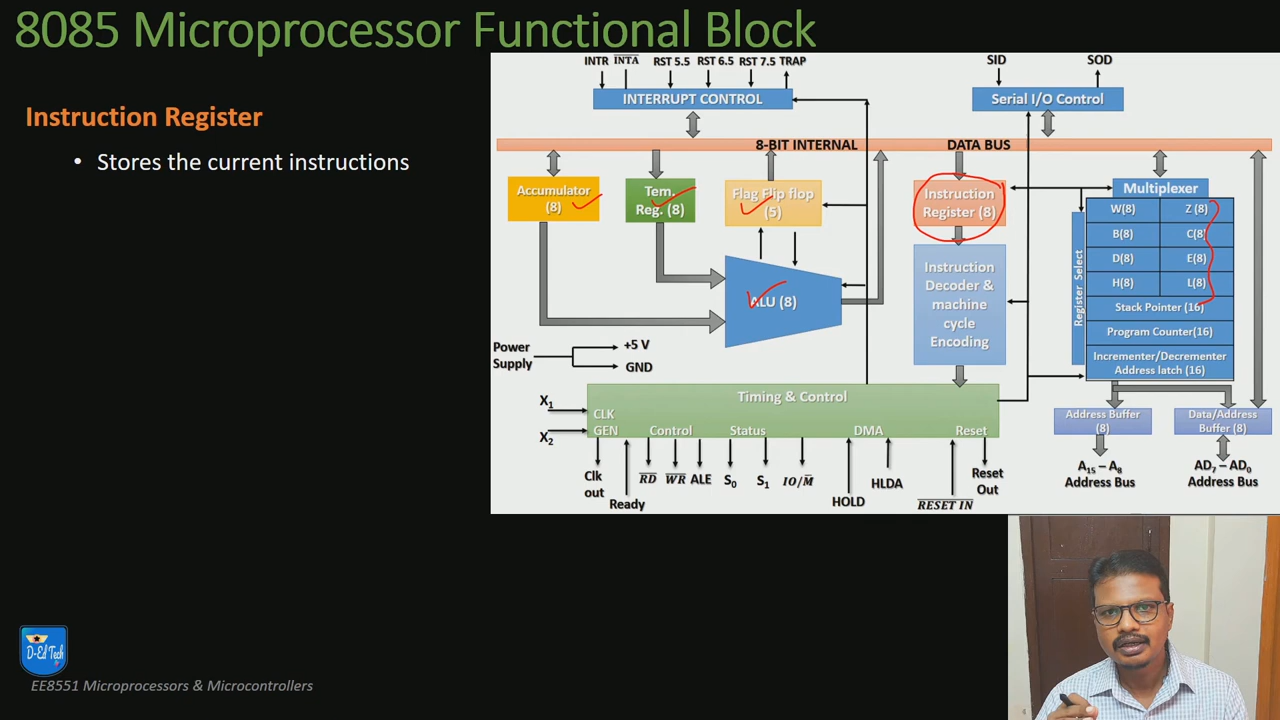 8085 Microprocessor Functional Block
Instruction Register
• Stores the current instructions
INTR INTA RST 5.5 RST 6.5 RST 7.5 TRAP
SID SOD
INTERRUPT CONTROL
Serial I/O Control
8-BIT INTERNAL DATA BUS
Accumulator
(8)
Tem.
Reg. (8)
Flag Flip flop
(5)
Instruction
Register (8)
Multiplexer
W(8) Z (8)
B(8) C(8)
D(8) E(8)
H(8) L(8)
Stack Pointer (16)
Program Counter(16)
Incrementer/Decrementer
Address latch (16)
Register Select
Instruction
Decoder &
machine
cycle
Encoding
ALU (8)
Power
Supply
+5 V
GND
Timing & Control
X1
X2
CLK
GEN Control Status DMA Reset
Address Buffer
(8)
Data/Address
Buffer (8)
Clk
out
Ready
RD WR ALE S0 S1 IO/M
HOLD
HLDA
RESET IN
Reset
Out
A15 – A8
Address Bus
AD7 – AD0
Address Bus
D-Ed Tech
EE8551 Microprocessors & Microcontrollers